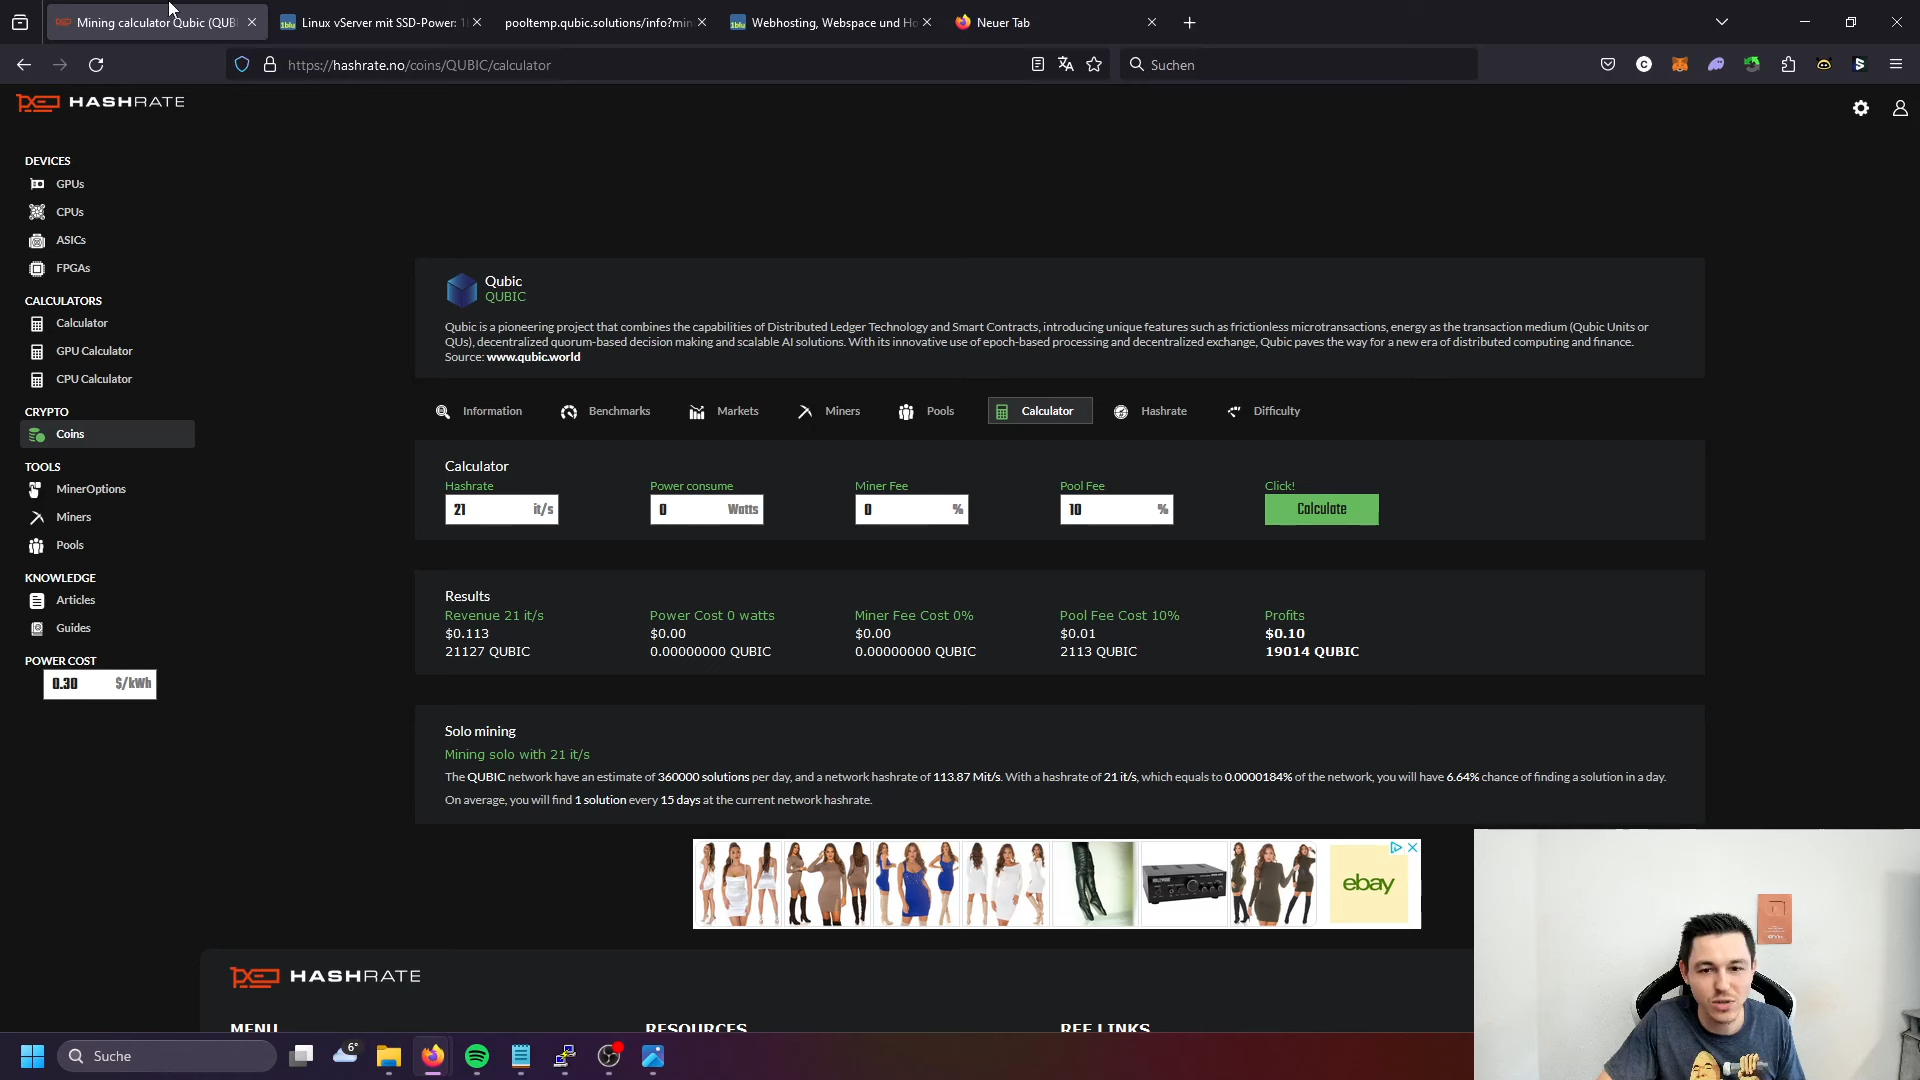 Mining calculator Qubic (QUB
Linux vServer mit SSD-Power: 1
pooltemp.qubic.solutions/info?min
Webhosting, Webspace und Ho
Neuer Tab
https://hashrate.no/coins/QUBIC/calculator
Suchen
HASHRATE
DEVICES
GPUs
CPUs
ASICs
FPGAs
CALCULATORS
Calculator
GPU Calculator
CPU Calculator
CRYPTO
Coins
TOOLS
MinerOptions
Miners
Pools
KNOWLEDGE
Articles
Guides
POWER COST
0.30 $/kWh
Qubic
QUBIC
Qubic is a pioneering project that combines the capabilities of Distributed Ledger Technology and Smart Contracts, introducing unique features such as frictionless microtransactions, energy as the transaction medium (Qubic Units or
QUs), decentralized quorum-based decision making and scalable AI solutions. With its innovative use of epoch-based processing and decentralized exchange, Qubic paves the way for a new era of distributed computing and finance.
Source: www.qubic.world
Information Benchmarks Markets Miners Pools Calculator Hashrate Difficulty
Calculator
Hashrate Power consume Miner Fee Pool Fee Click!
21 it/s 0 Watts 0 % 10 % Calculate
Results
Revenue 21 it/s Power Cost 0 watts Miner Fee Cost 0% Pool Fee Cost 10% Profits
$0.113 $0.00 $0.00 $0.01 $0.10
21127 QUBIC 0.00000000 QUBIC 0.00000000 QUBIC 2113 QUBIC 19014 QUBIC
Solo mining
Mining solo with 21 it/s
The QUBIC network have an estimate of 360000 solutions per day, and a network hashrate of 113.87 Mit/s. With a hashrate of 21 it/s, which equals to 0.0000184% of the network, you will have 6.64% chance of finding a solution in a day.
On average, you will find 1 solution every 15 days at the current network hashrate.
ebay
HASHRATE
MENU RESOURCES REF LINKS
Suche
6°